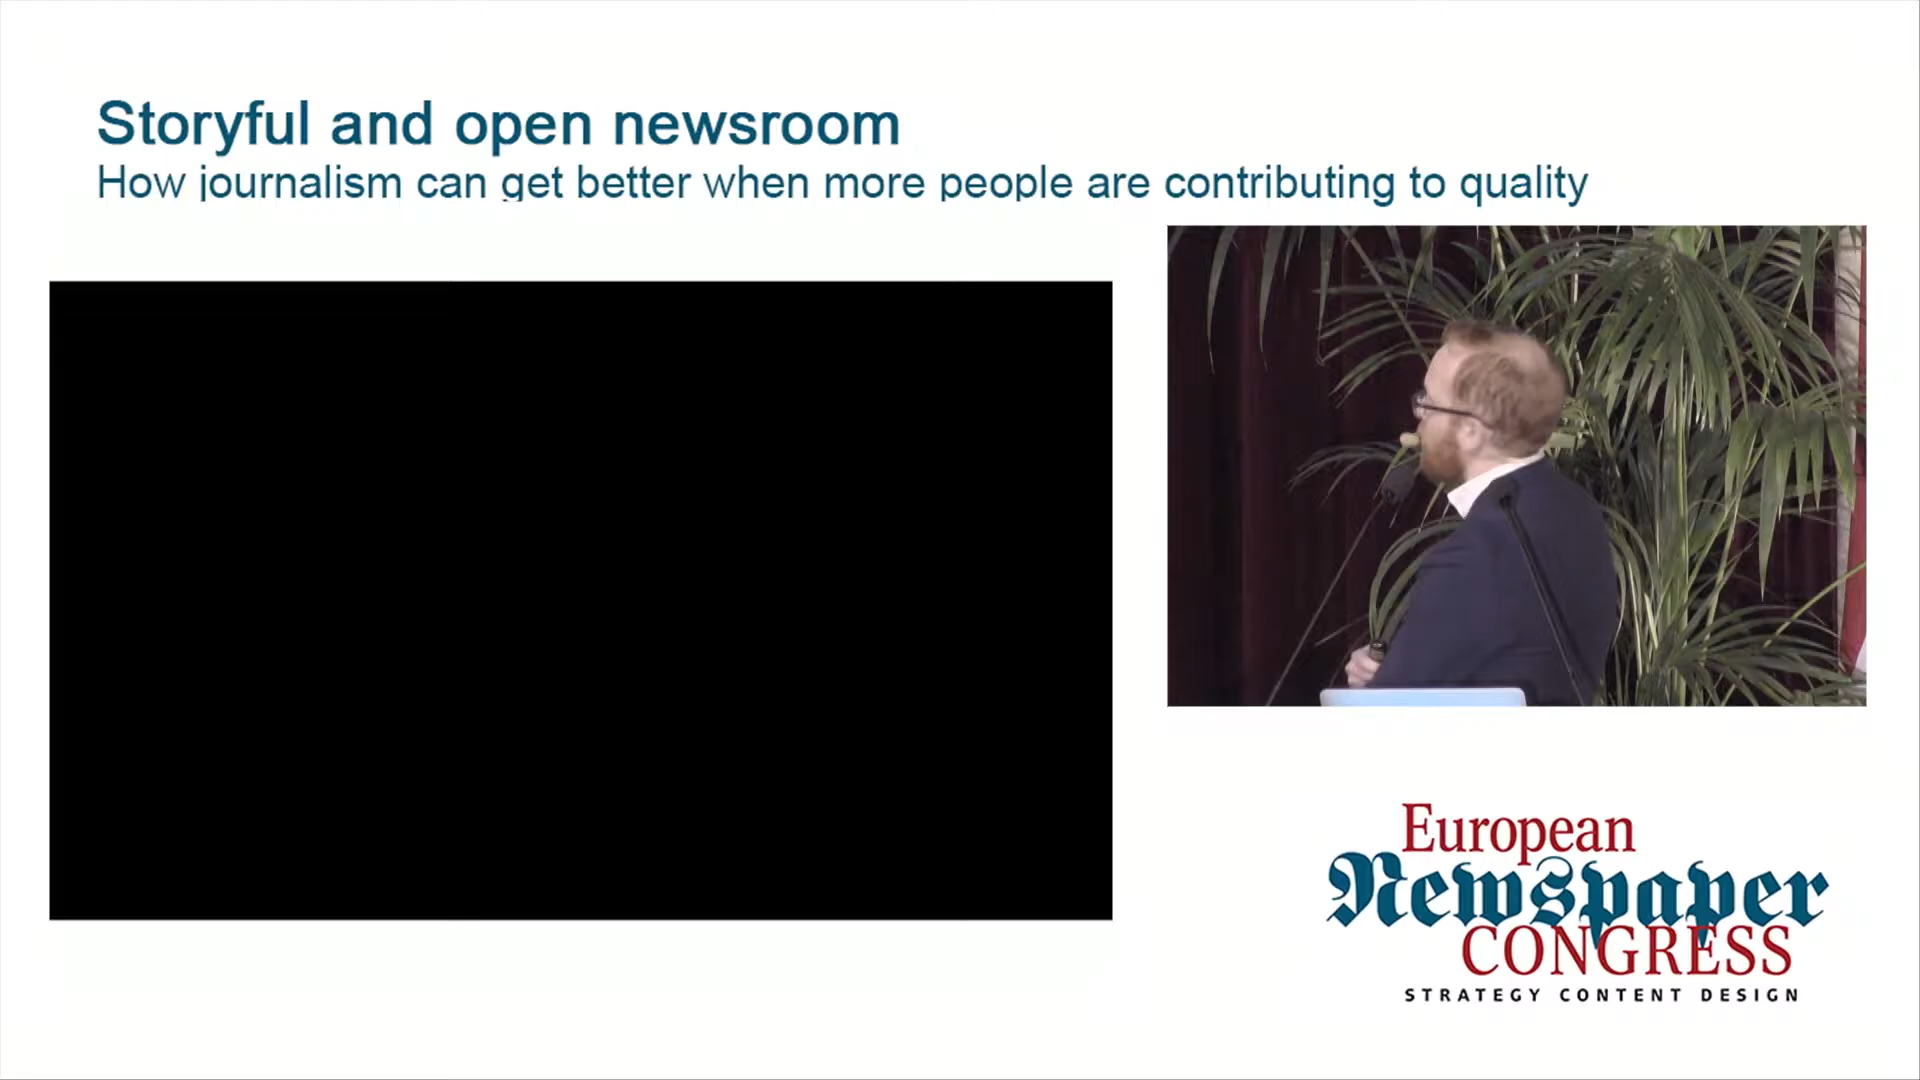 Storyful and open newsroom
How journalism can get better when more people are contributing to quality
European
Newspaper
CONGRESS
STRATEGY CONTENT DESIGN